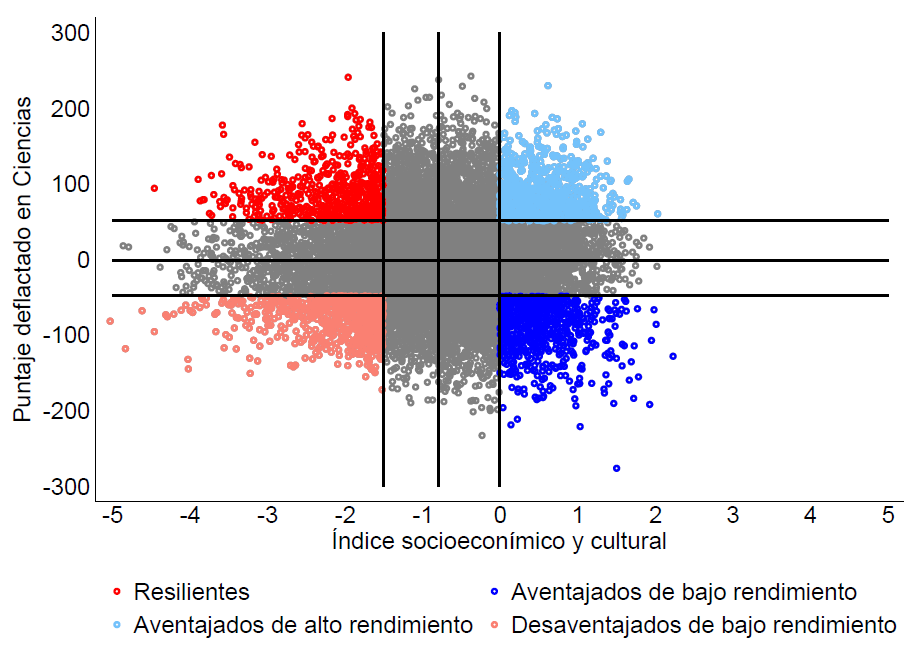 Puntaje deflactado en Ciencias
300
200
100
0
-100
-200
-300
-5 -4 -3 -2 -1 0 1 2 3 4 5
Índice socioeconímico y cultural
Resilientes Aventajados de bajo rendimiento
Aventajados de alto rendimiento Desaventajados de bajo rendimiento